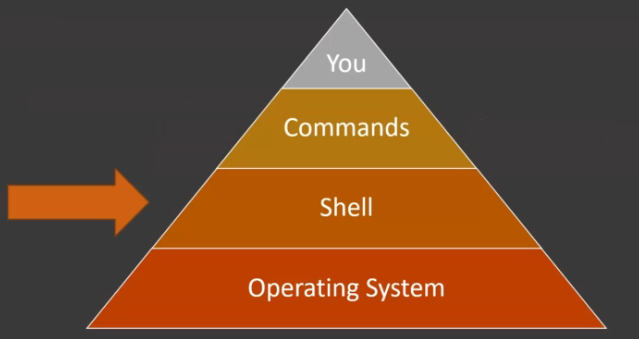 You
Commands
Shell
Operating System